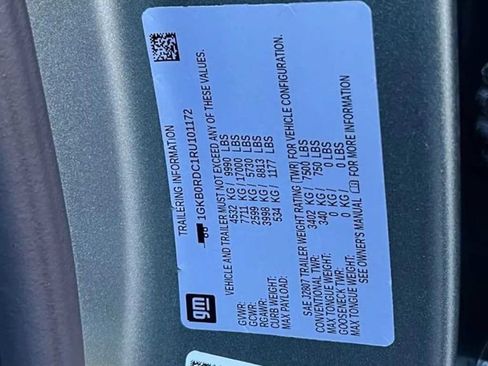 TRAILERING INFORMATION
1GKB0RDC1RU101172
VEHICLE AND TRAILER MUST NOT EXCEED ANY OF THESE VALUES.
GVWR: 4532 KG / 9990 LBS
GCWR: 7711 KG / 17000 LBS
RGAWR: 2599 KG / 5730 LBS
CURB WEIGHT: 3998 KG / 8813 LBS
MAX PAYLOAD: 534 KG / 1177 LBS
SAE J2807 TRAILER WEIGHT RATING (TWR) FOR VEHICLE CONFIGURATION.
CONVENTIONAL TWR: 3402 KG / 7500 LBS
MAX TONGUE WEIGHT: 340 KG / 750 LBS
GOOSENECK TWR: 0 KG / 0 LBS
MAX TONGUE WEIGHT: 0 KG / 0 LBS
SEE OWNER'S MANUAL FOR MORE INFORMATION
gm